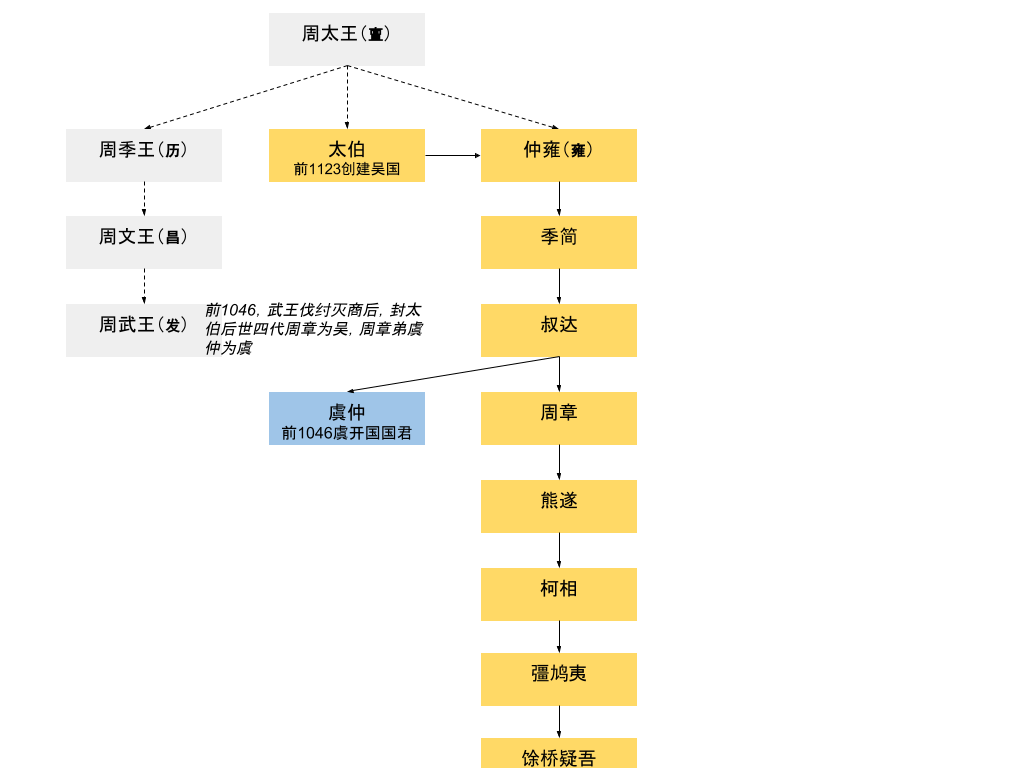 周太王（亶）
周季王（历）
太伯
前1123创建吴国
仲雍（雍）
周文王（昌）
季简
周武王（发）
前1046，武王伐纣灭商后，封太
伯后世四代周章为吴，周章弟虞
仲为虞
叔达
虞仲
前1046虞开国国君
周章
熊遂
柯相
彊鸠夷
馀桥疑吾